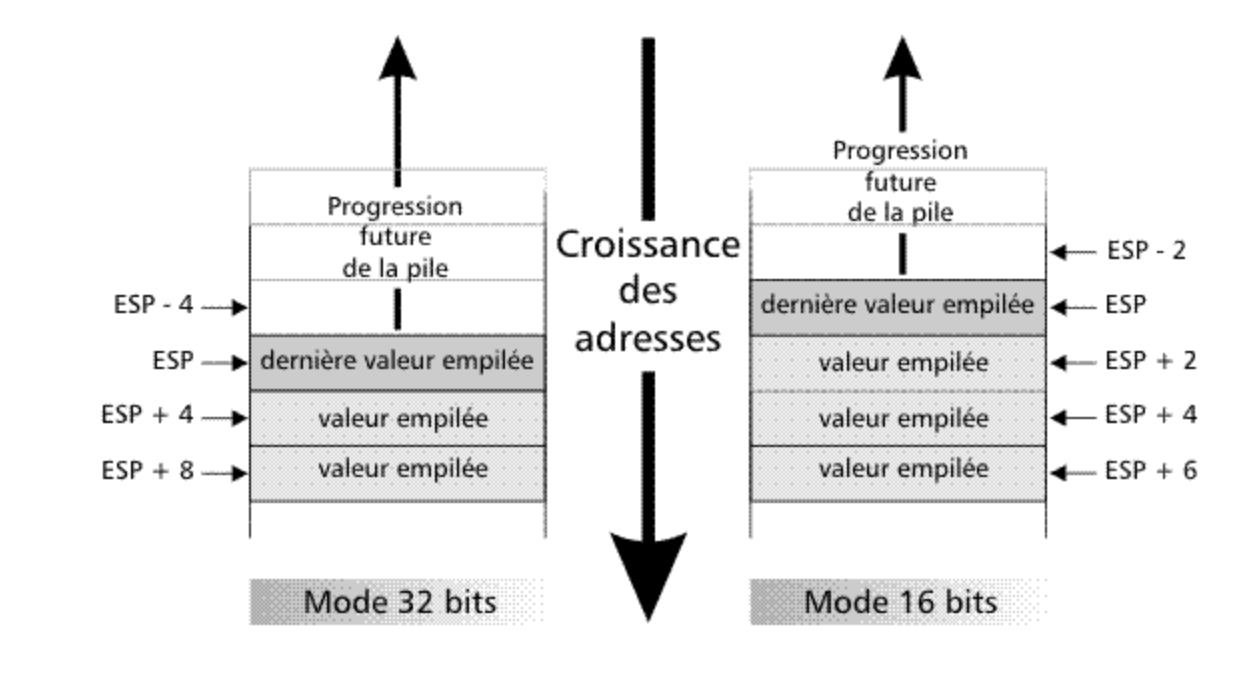 Progression
future
de la pile
ESP - 4
ESP
dernière valeur empilée
ESP + 4
valeur empilée
ESP + 8
valeur empilée
Mode 32 bits
Croissance
des
adresses
Progression
future
de la pile
ESP - 2
dernière valeur empilée
ESP
valeur empilée
ESP + 2
valeur empilée
ESP + 4
valeur empilée
ESP + 6
Mode 16 bits